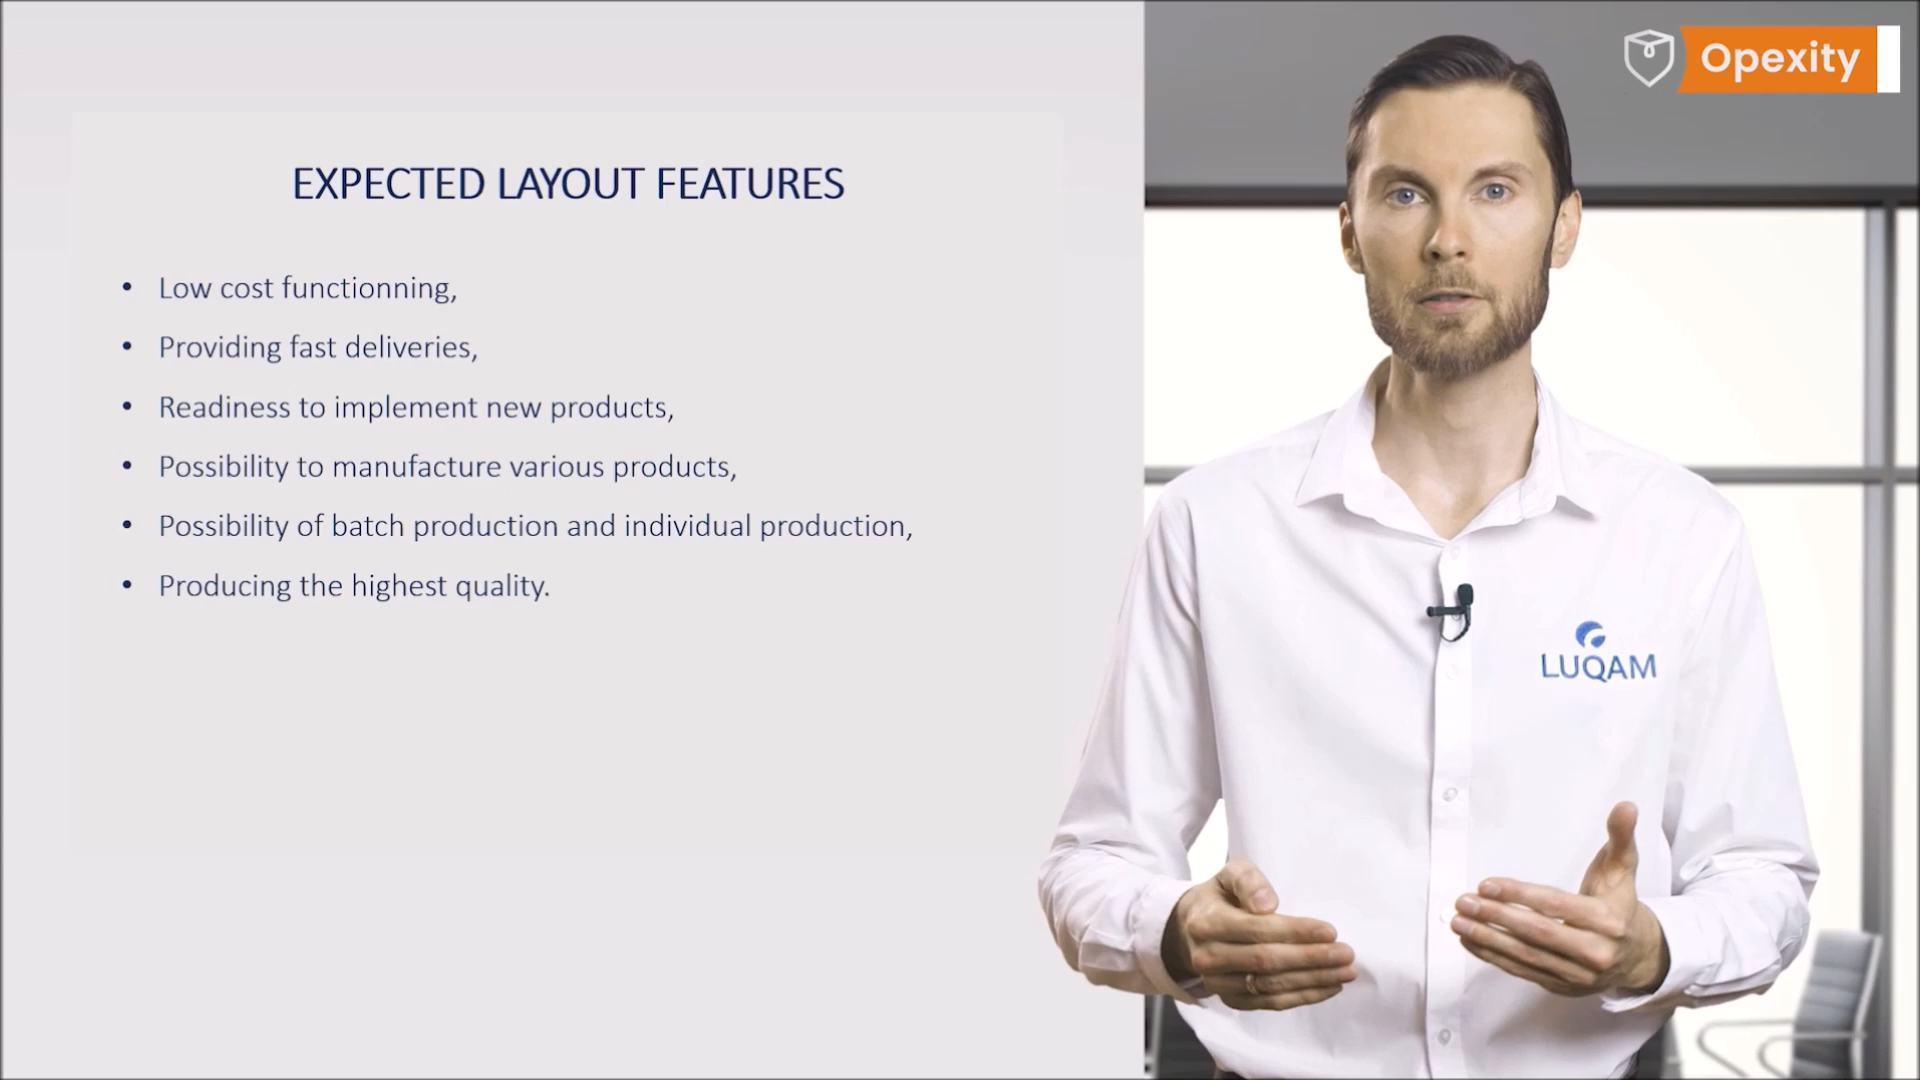 Opexity
EXPECTED LAYOUT FEATURES
• Low cost functionning,
• Providing fast deliveries,
• Readiness to implement new products,
• Possibility to manufacture various products,
• Possibility of batch production and individual production,
• Producing the highest quality.
LUQAM